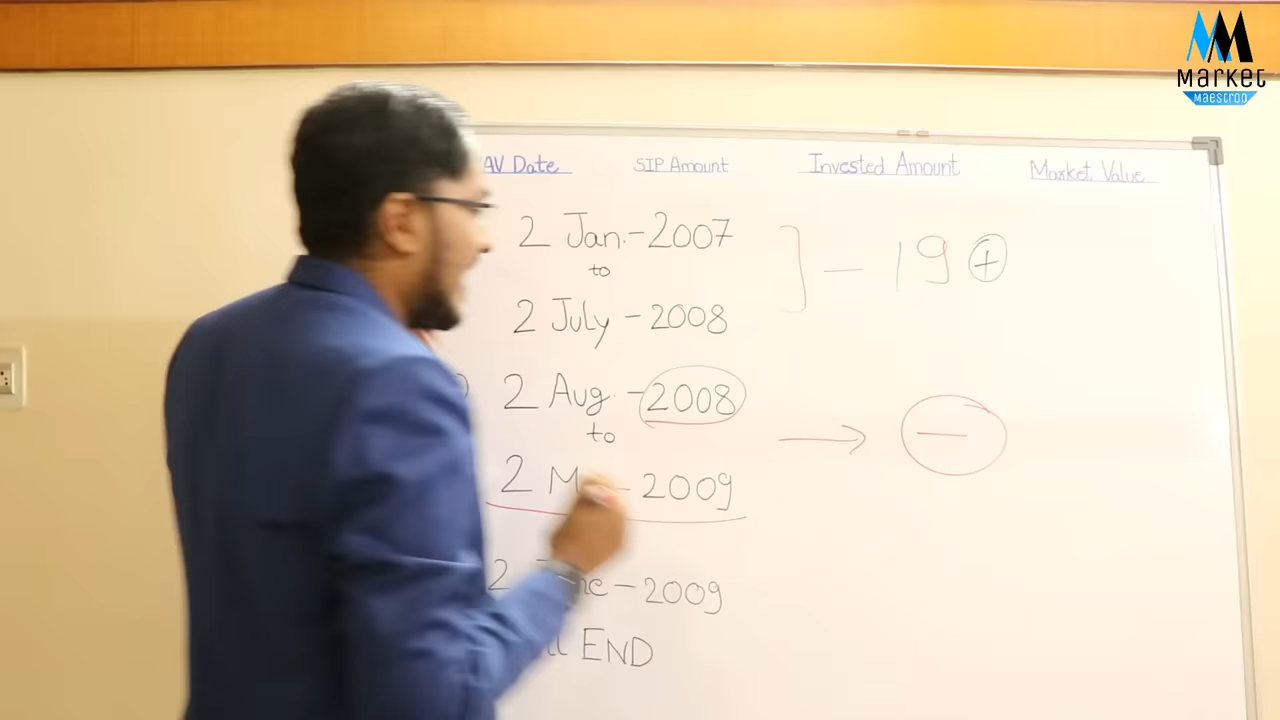 Market
Maestroo
AV Date SIP Amount Invested Amount Market Value
2 Jan.-2007
to
2 July-2008
- 19 +
2 Aug.-2008
to
2 -2009
2 -2009
END